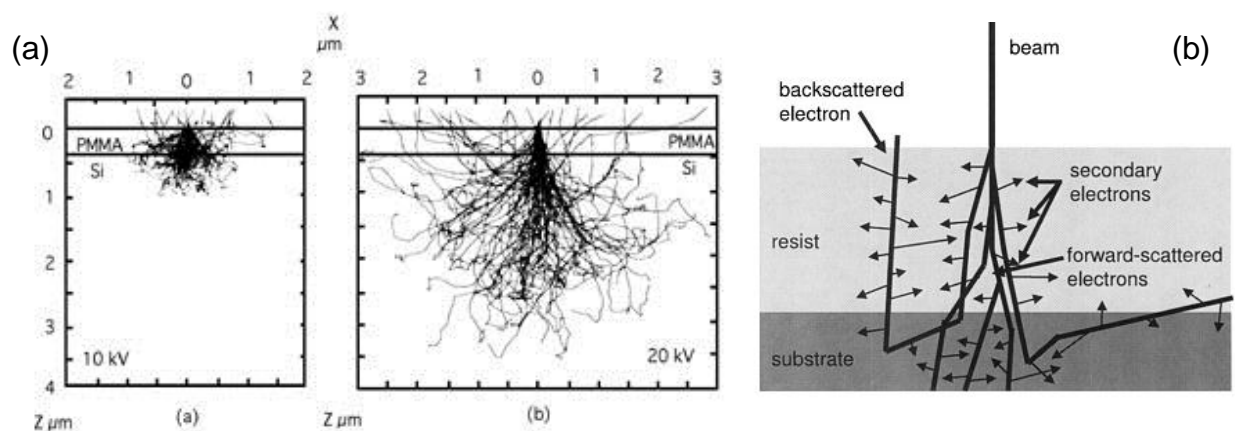 (a)
X
µm
2 1 0 1 2
3 2 1 0 1 2 3
0
1
2
3
4
PMMA
Si
10 kV
PMMA
Si
20 kV
Z µm
(a)
Z µm
(b)
(b)
beam
backscattered
electron
secondary
electrons
resist
forward-scattered
electrons
substrate